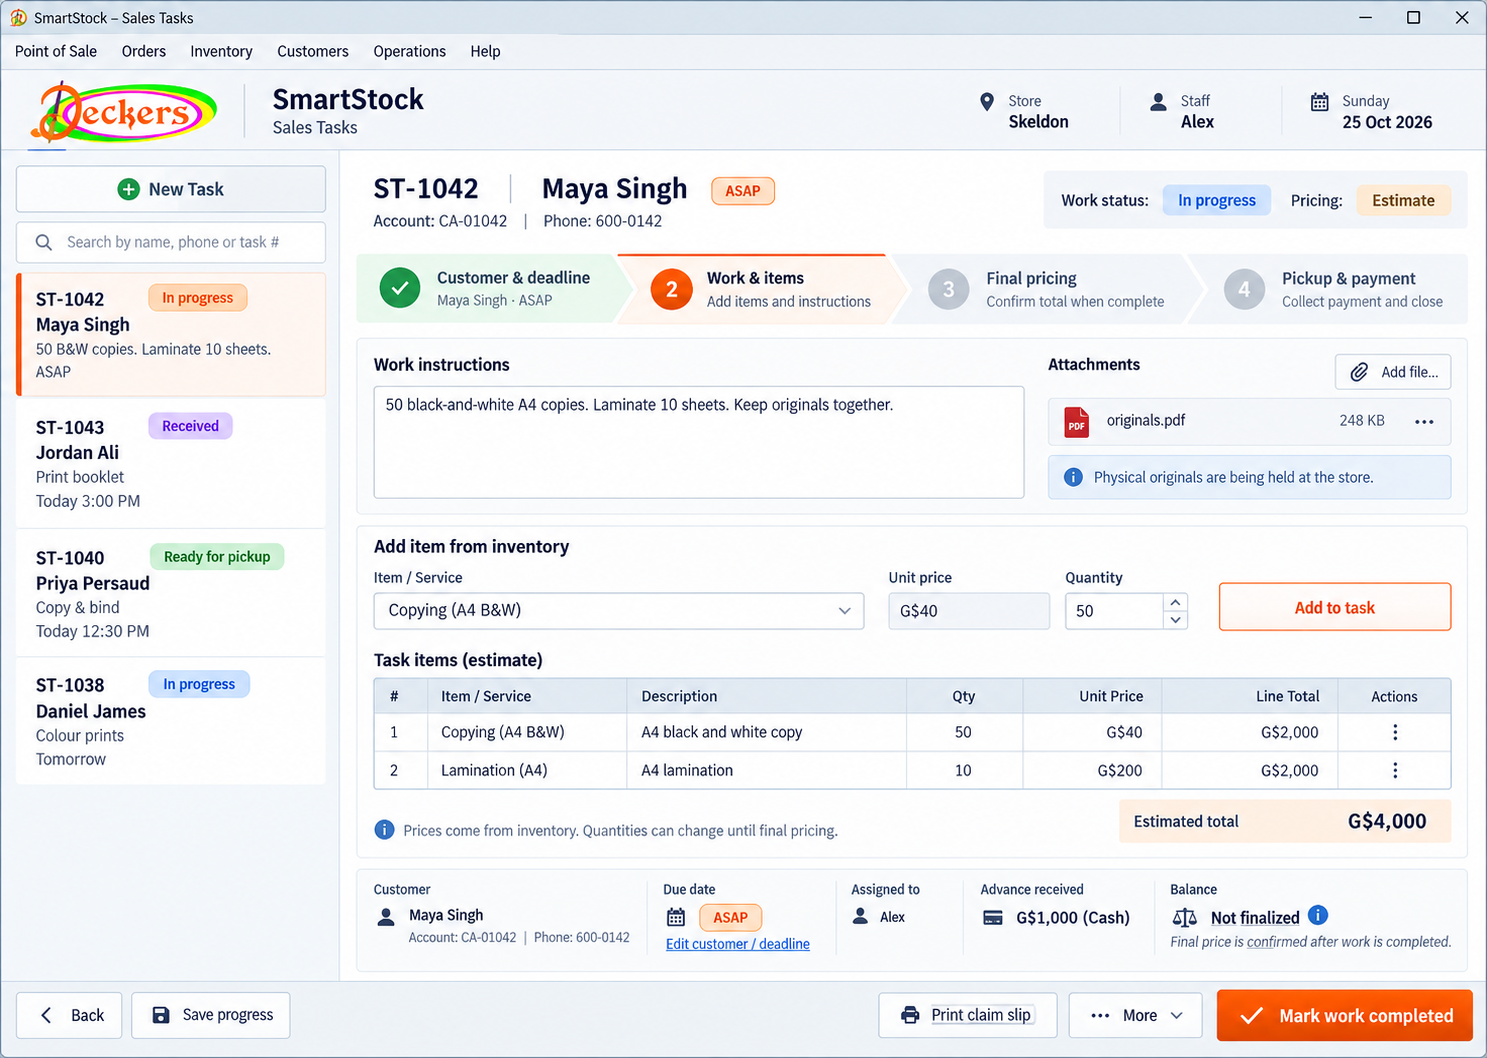 SmartStock – Sales Tasks
Point of Sale Orders Inventory Customers Operations Help
Deckers
SmartStock
Sales Tasks
Store
Skeldon
Staff
Alex
Sunday
25 Oct 2026
New Task
Search by name, phone or task #
ST-1042 In progress
Maya Singh
50 B&W copies. Laminate 10 sheets.
ASAP
ST-1043 Received
Jordan Ali
Print booklet
Today 3:00 PM
ST-1040 Ready for pickup
Priya Persaud
Copy & bind
Today 12:30 PM
ST-1038 In progress
Daniel James
Colour prints
Tomorrow
ST-1042 | Maya Singh ASAP
Account: CA-01042 | Phone: 600-0142
Work status: In progress Pricing: Estimate
Customer & deadline
Maya Singh · ASAP
2 Work & items
Add items and instructions
3 Final pricing
Confirm total when complete
4 Pickup & payment
Collect payment and close
Work instructions
50 black-and-white A4 copies. Laminate 10 sheets. Keep originals together.
Attachments
Add file...
PDF originals.pdf 248 KB
Physical originals are being held at the store.
Add item from inventory
Item / Service Unit price Quantity
Copying (A4 B&W) G$40 50 Add to task
Task items (estimate)
# Item / Service Description Qty Unit Price Line Total Actions
1 Copying (A4 B&W) A4 black and white copy 50 G$40 G$2,000
2 Lamination (A4) A4 lamination 10 G$200 G$2,000
Prices come from inventory. Quantities can change until final pricing.
Estimated total G$4,000
Customer
Maya Singh
Account: CA-01042 | Phone: 600-0142
Due date
ASAP
Edit customer / deadline
Assigned to
Alex
Advance received
G$1,000 (Cash)
Balance
Not finalized
Final price is confirmed after work is completed.
Back Save progress Print claim slip More Mark work completed